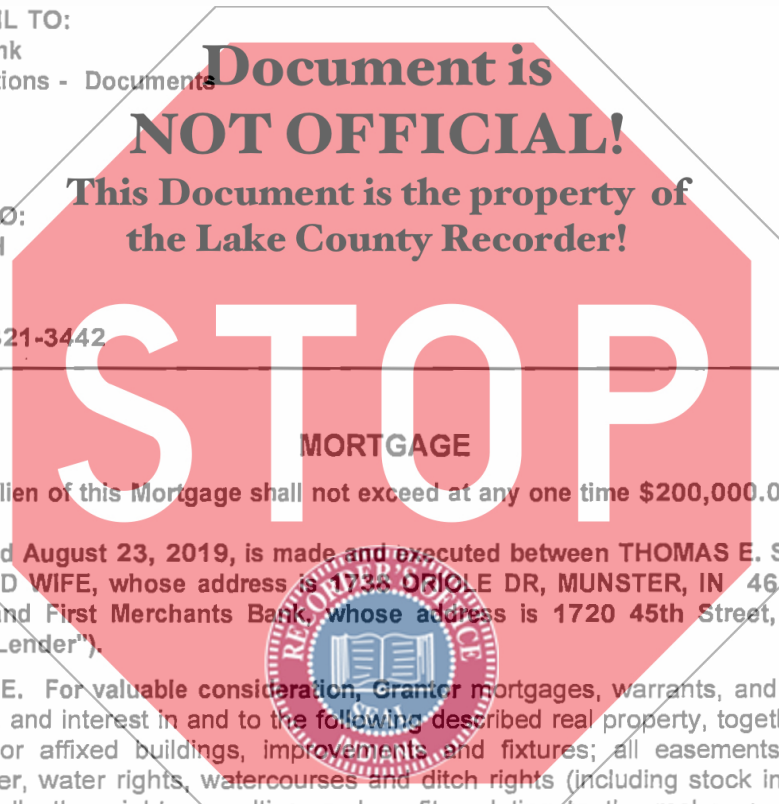 IL TO:
nk
tions - Documents
Document is
NOT OFFICIAL!
This Document is the property of
the Lake County Recorder!
O:
21-3442
STOP
MORTGAGE
lien of this Mortgage shall not exceed at any one time $200,000.0
d August 23, 2019, is made and executed between THOMAS E. S
D WIFE, whose address is 1738 ORIOLE DR, MUNSTER, IN 46
and First Merchants Bank, whose address is 1720 45th Street,
Lender").
RECORDER'S SERVICE
SEAL
INDIANA
E. For valuable consideration, Grantor mortgages, warrants, and
and interest in and to the following described real property, togeth
or affixed buildings, improvements and fixtures; all easements
er, water rights, watercourses and ditch rights (including stock in